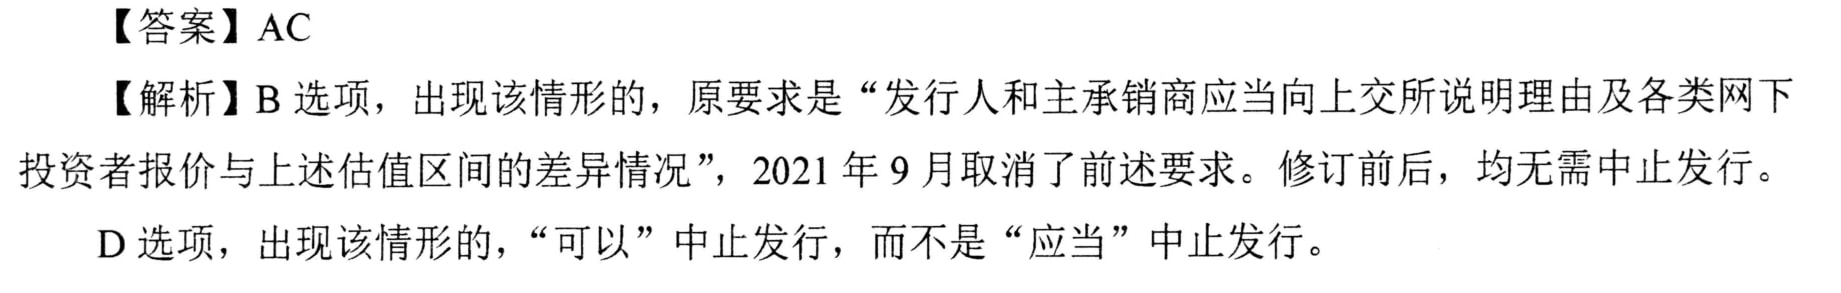 【答案】AC
【解析】B 选项，出现该情形的，原要求是“发行人和主承销商应当向上交所说明理由及各类网下
投资者报价与上述估值区间的差异情况”，2021 年 9 月取消了前述要求。修订前后，均无需中止发行。
D 选项，出现该情形的，“可以”中止发行，而不是“应当”中止发行。